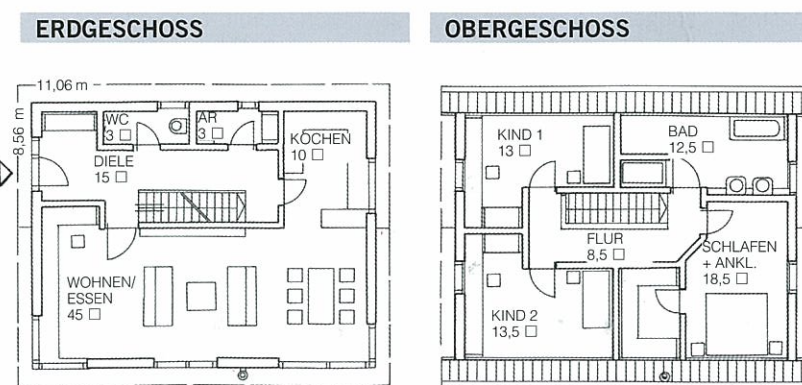 ERDGESCHOSS
OBERGESCHOSS
11,06 m
8,56 m
WC
3 □
AR
3 □
KOCHEN
10 □
DIELE
15 □
WOHNEN/
ESSEN
45 □
KIND 1
13 □
BAD
12,5 □
FLUR
8,5 □
SCHLAFEN
+ ANKL.
18,5 □
KIND 2
13,5 □